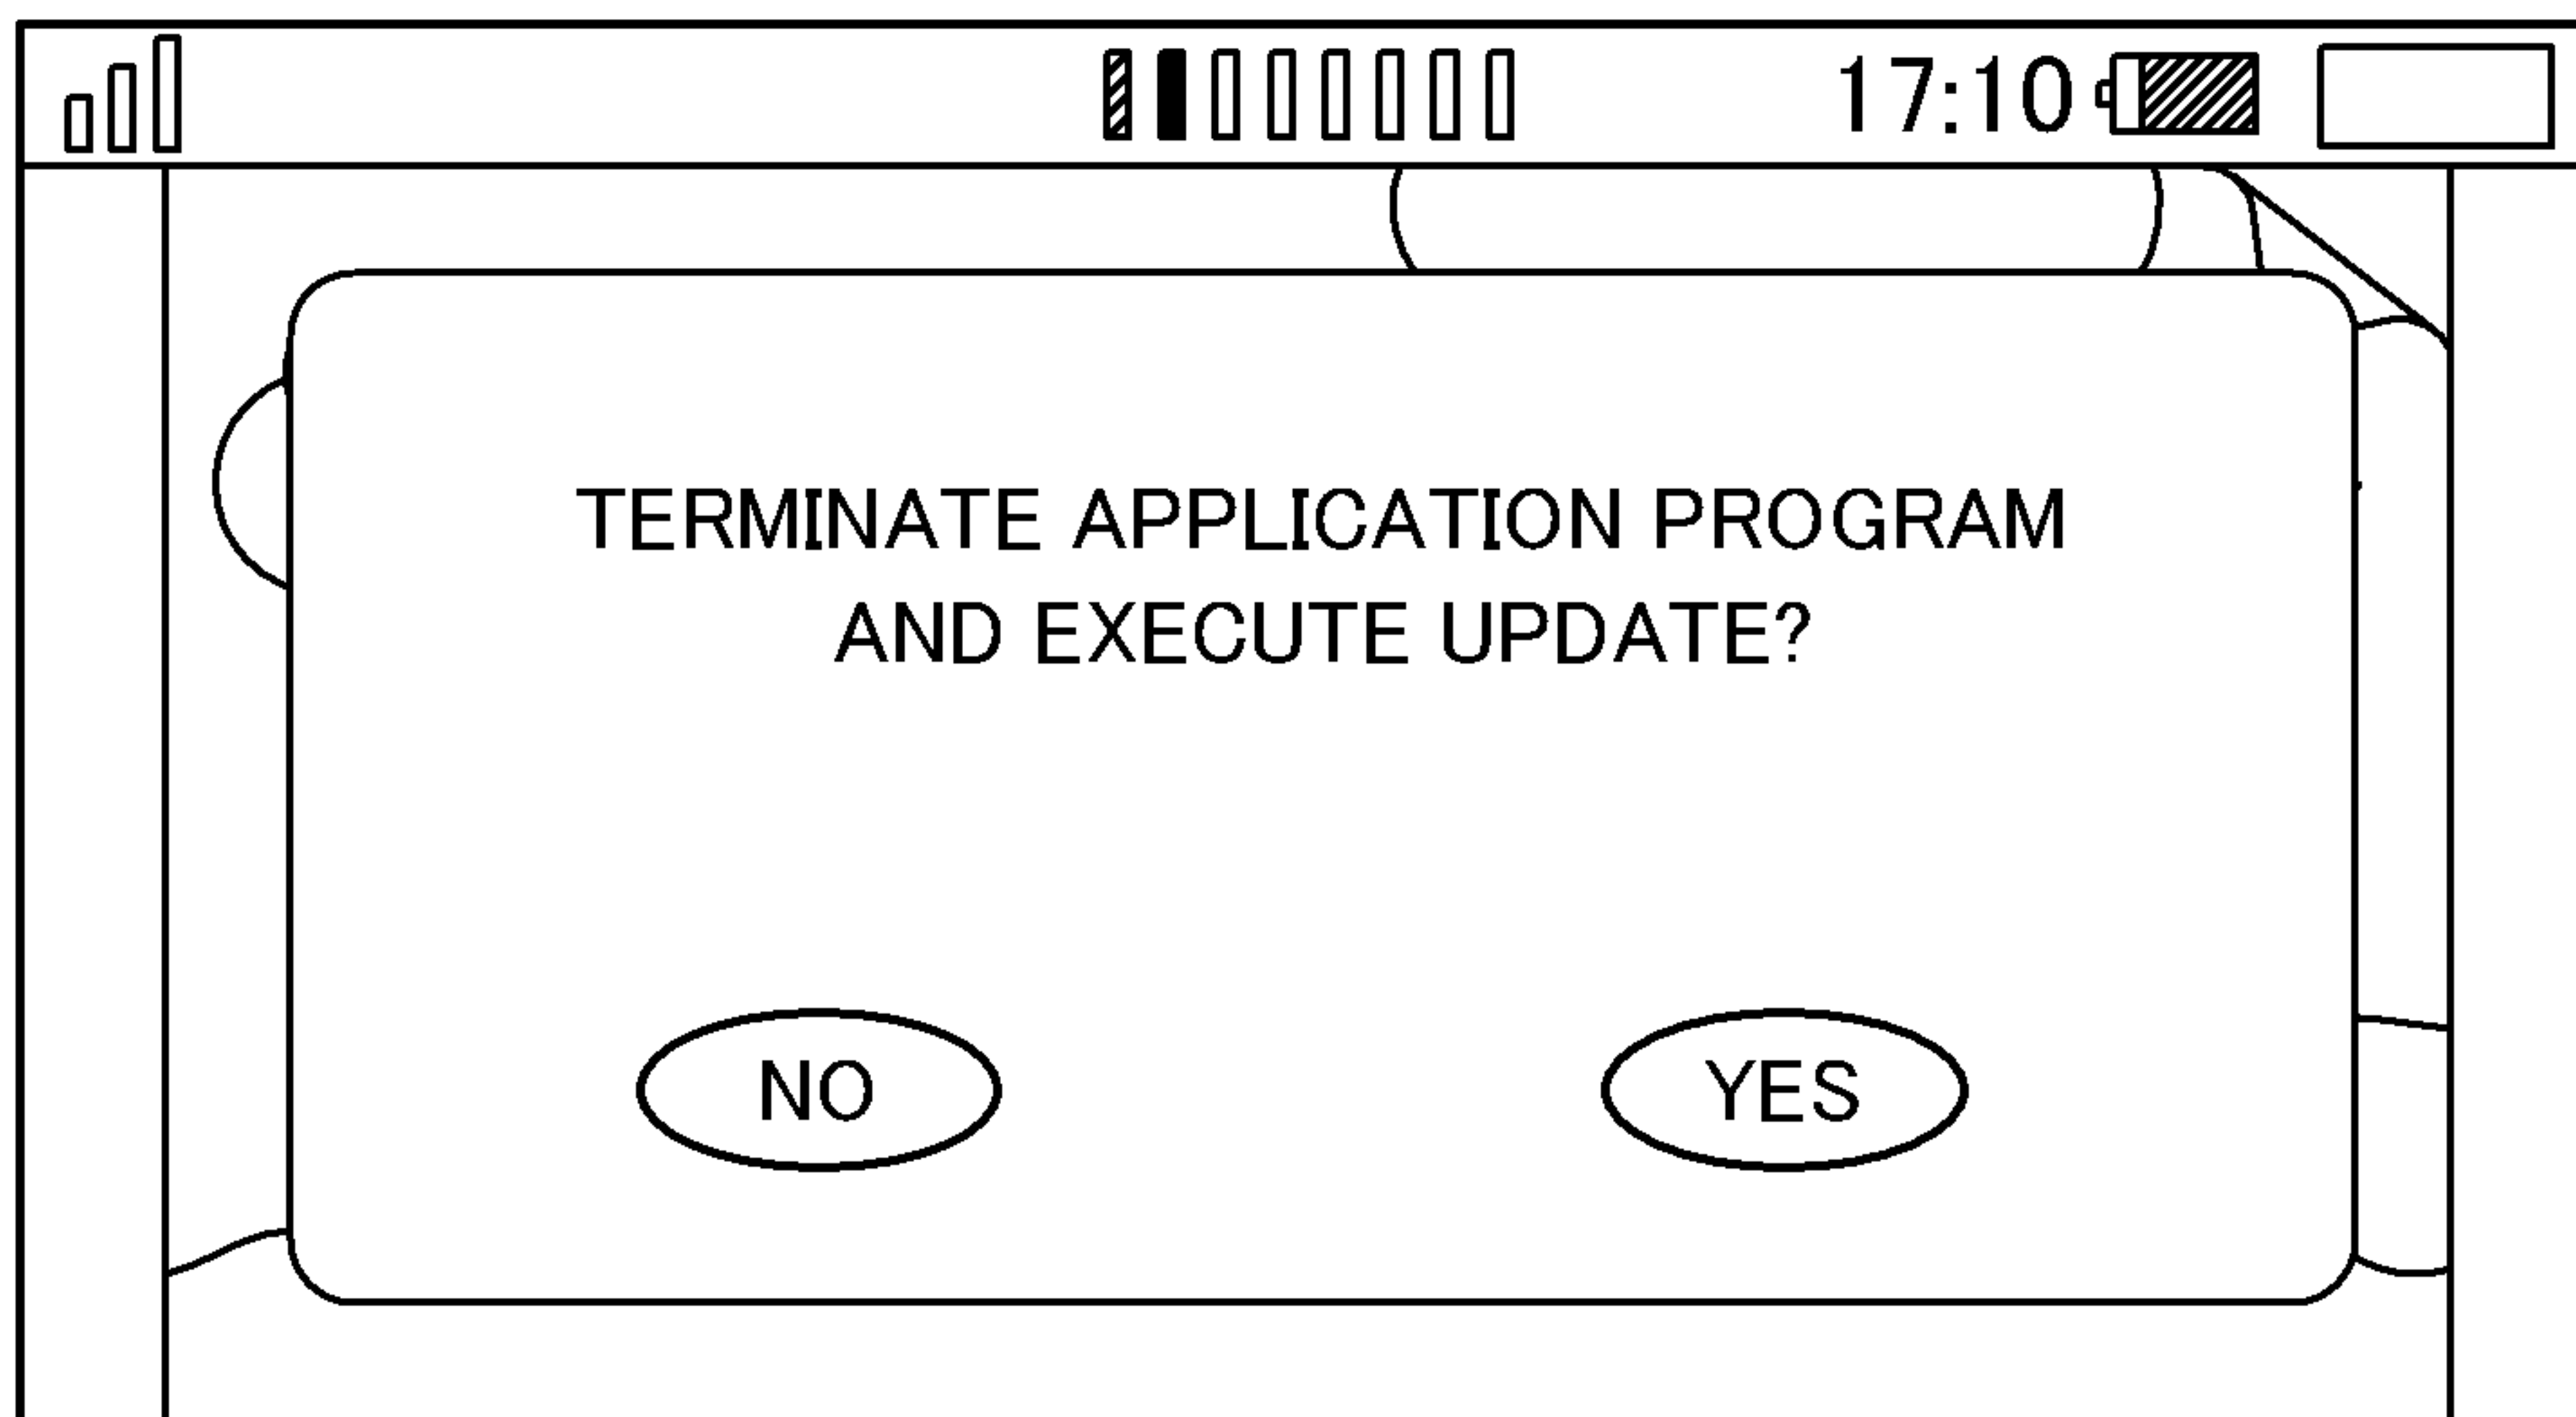 17:10
TERMINATE APPLICATION PROGRAM
AND EXECUTE UPDATE?
NO YES